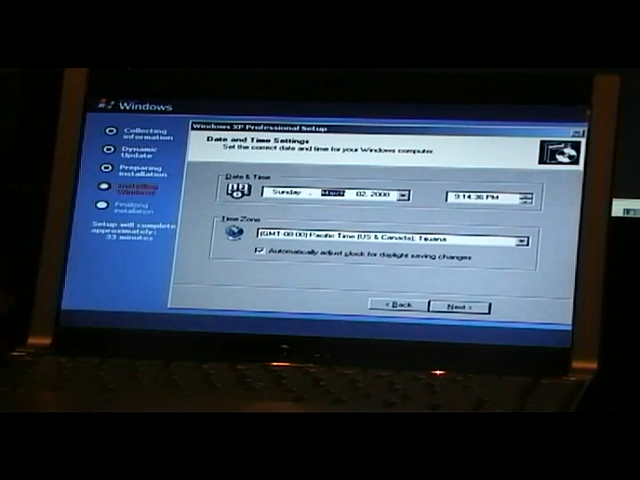 Windows
Collecting
information
Dynamic
Update
Preparing
installation
Installing
Windows
Finalizing
installation
Setup will complete
approximately:
33 minutes
Windows XP Professional Setup
Date and Time Settings
Set the correct date and time for your Windows computer.
Date & Time
Sunday , March 02, 2008
9:14:36 PM
Time Zone
(GMT-08:00) Pacific Time (US & Canada), Tijuana
Automatically adjust clock for daylight saving changes
< Back
Next >